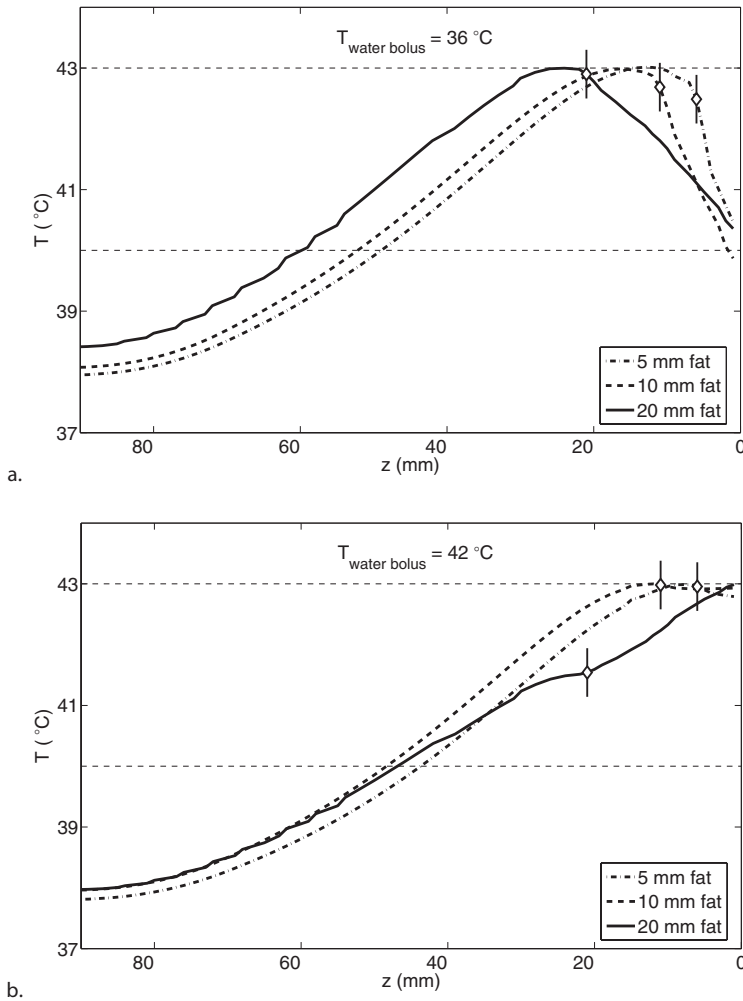 T water bolus = 36 °C
43
41
39
37
T ( °C)
80
60
40
20
0
z (mm)
5 mm fat
10 mm fat
20 mm fat
a.
T water bolus = 42 °C
43
41
39
37
T ( °C)
80
60
40
20
0
z (mm)
5 mm fat
10 mm fat
20 mm fat
b.